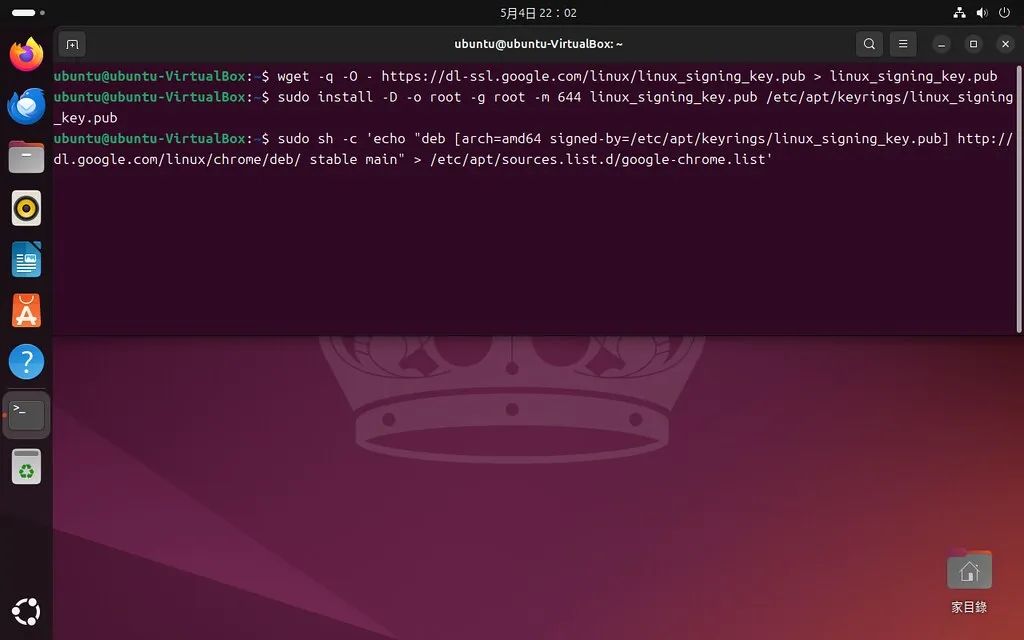 5月4日 22：02
ubuntu@ubuntu-VirtualBox: ~
ubuntu@ubuntu-VirtualBox:~$ wget -q -O - https://dl-ssl.google.com/linux/linux_signing_key.pub > linux_signing_key.pub
ubuntu@ubuntu-VirtualBox:~$ sudo install -D -o root -g root -m 644 linux_signing_key.pub /etc/apt/keyrings/linux_signing
_key.pub
ubuntu@ubuntu-VirtualBox:~$ sudo sh -c 'echo "deb [arch=amd64 signed-by=/etc/apt/keyrings/linux_signing_key.pub] http://
dl.google.com/linux/chrome/deb/ stable main" > /etc/apt/sources.list.d/google-chrome.list'
家目錄